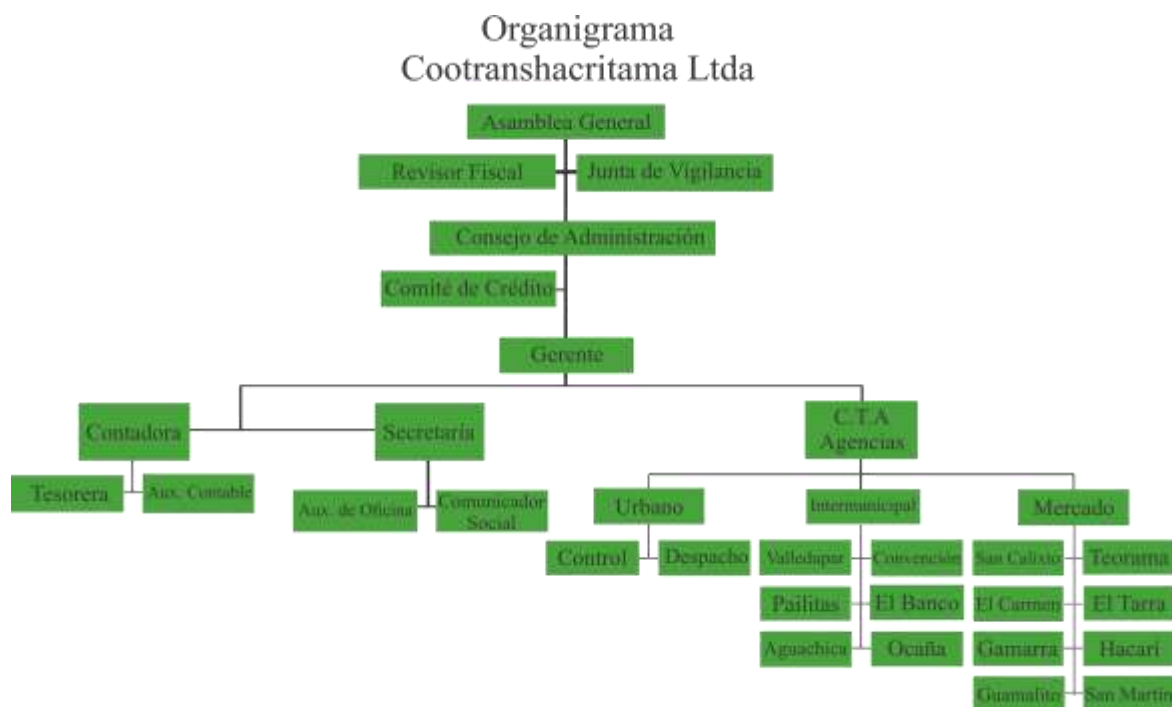 Organigrama
Cootranshacritama Ltda
Asamblea General
Revisor Fiscal
Junta de Vigilancia
Consejo de Administración
Comité de Crédito
Gerente
Contadora
Secretaría
C.T.A
Agencias
Tesorera
Aux. Contable
Aux. de Oficina
Comunicador
Social
Urbano
Intermunicipal
Mercado
Control
Despacho
Valledupar
Convención
San Calixto
Teorama
Pailitas
El Banco
El Carmen
El Tarra
Aguachica
Ocaña
Gamarra
Hacarí
Guamalito
San Martín